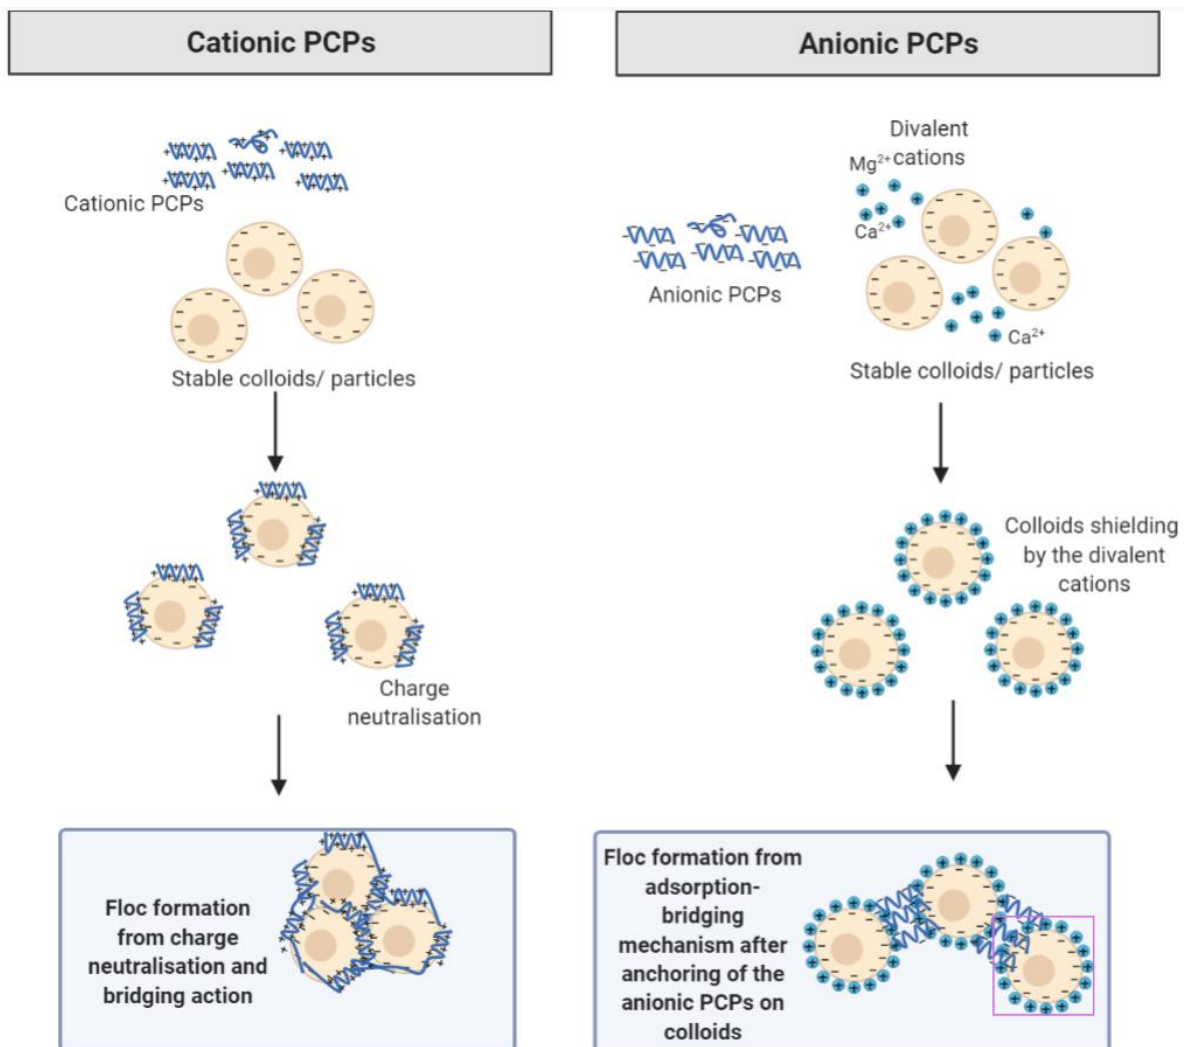 Cationic PCPs
Cationic PCPs
Stable colloids/ particles
Charge
neutralisation
Floc formation
from charge
neutralisation and
bridging action
Anionic PCPs
Divalent
cations
Mg²⁺
Ca²⁺
Anionic PCPs
Ca²⁺
Stable colloids/ particles
Colloids shielding
by the divalent
cations
Floc formation from
adsorption-
bridging
mechanism after
anchoring of the
anionic PCPs on
colloids